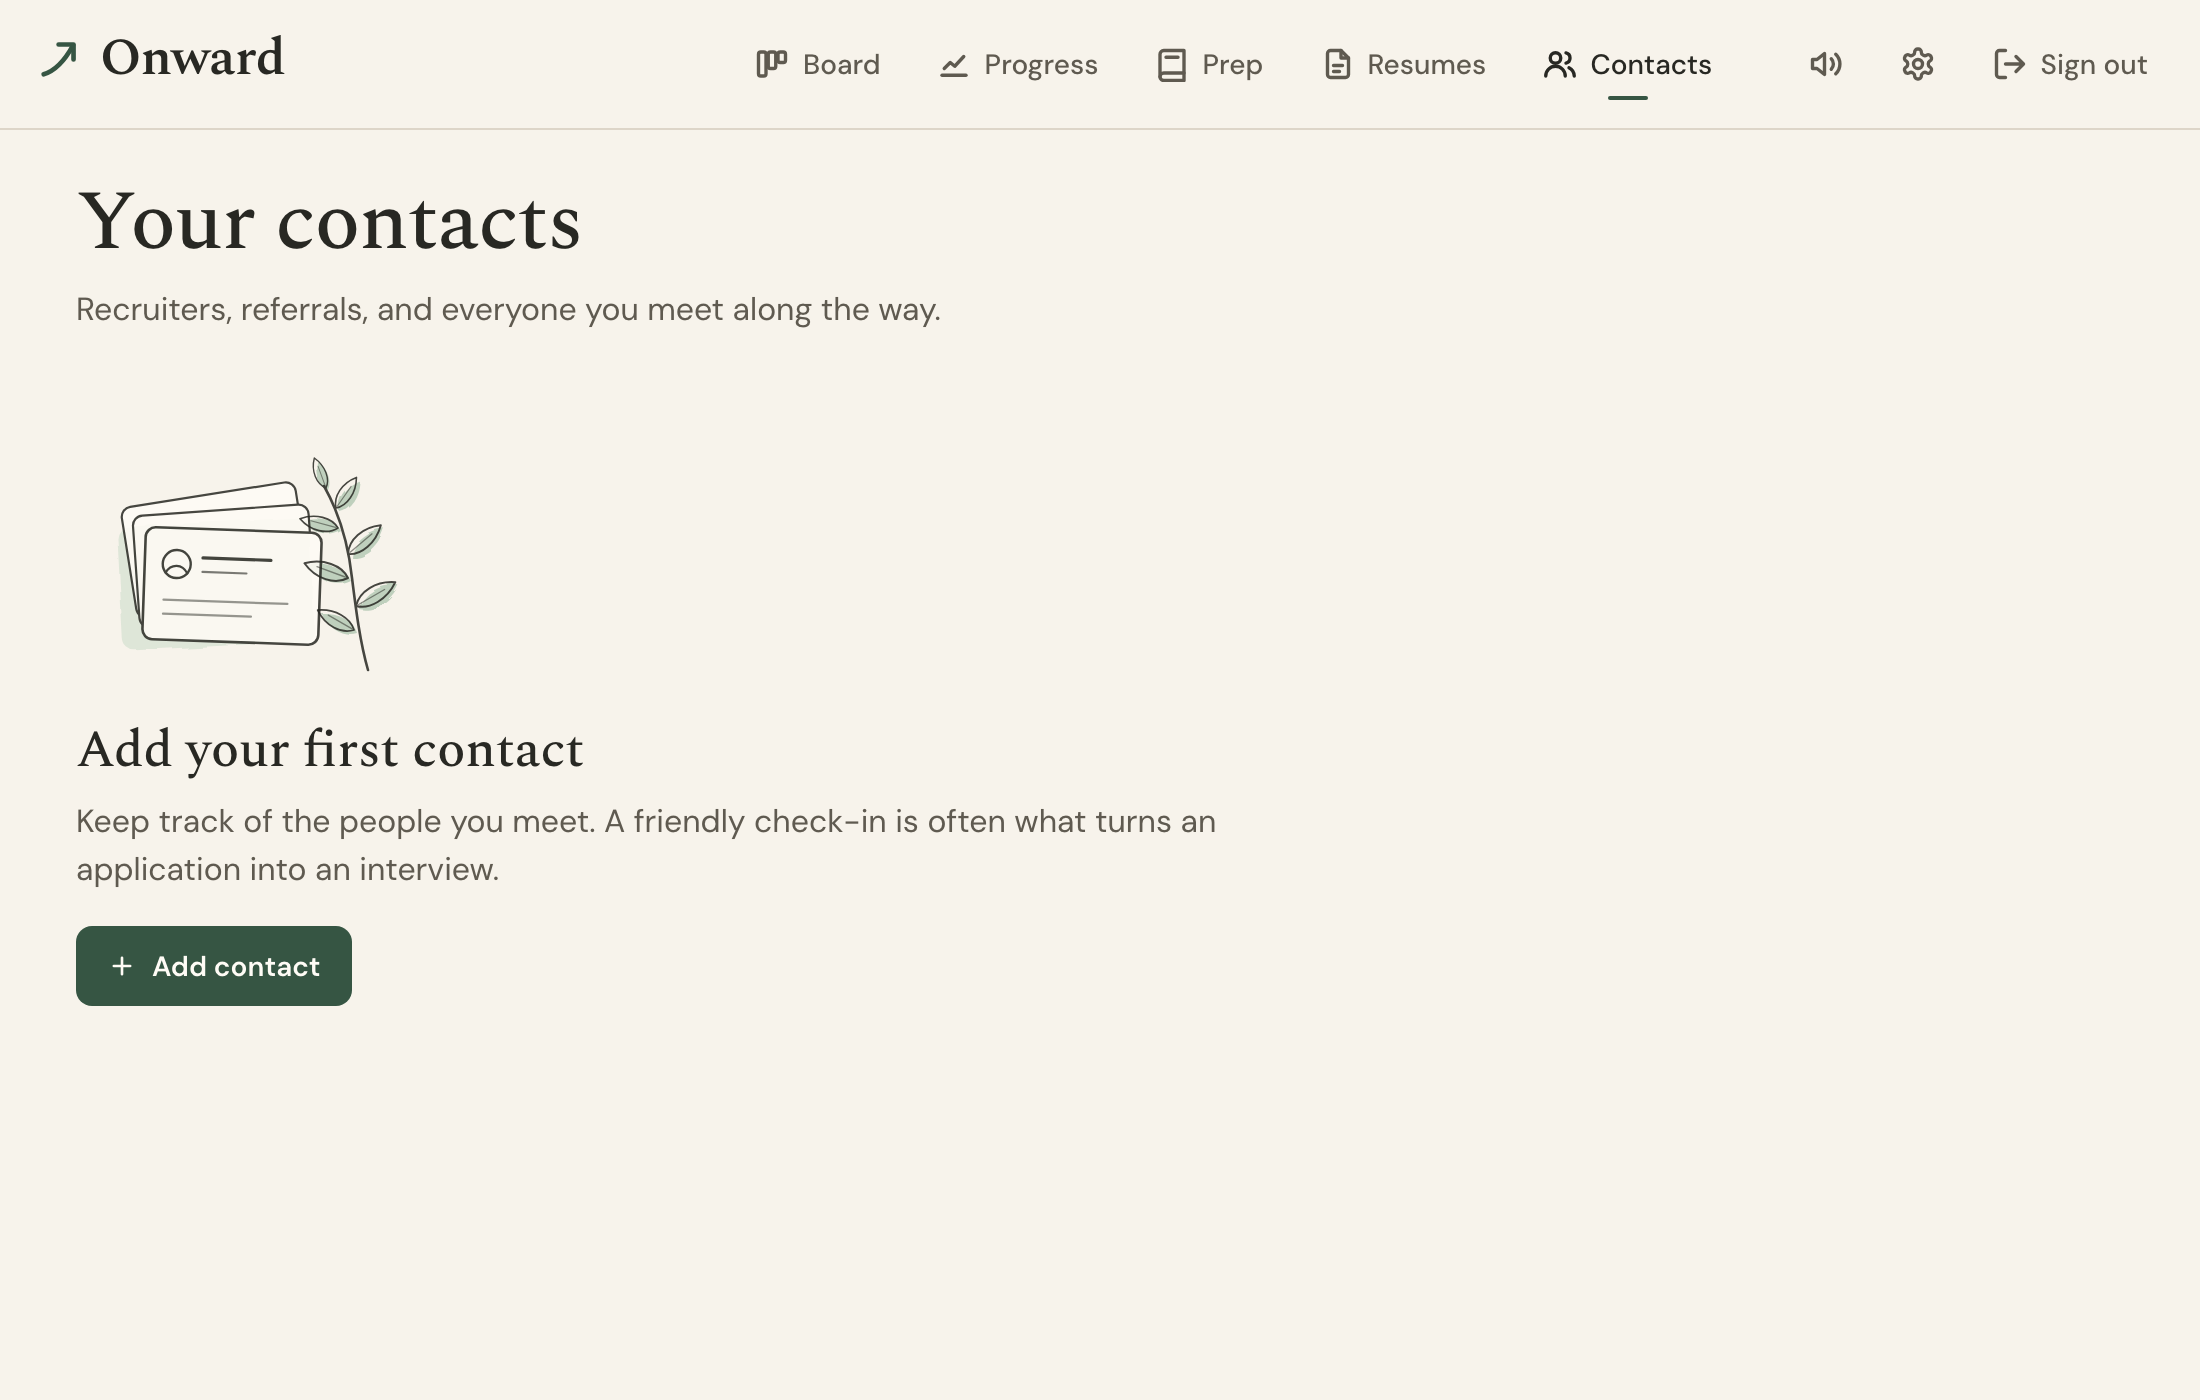 Onward
Board
Progress
Prep
Resumes
Contacts
Sign out
Your contacts
Recruiters, referrals, and everyone you meet along the way.
Add your first contact
Keep track of the people you meet. A friendly check-in is often what turns an
application into an interview.
Add contact